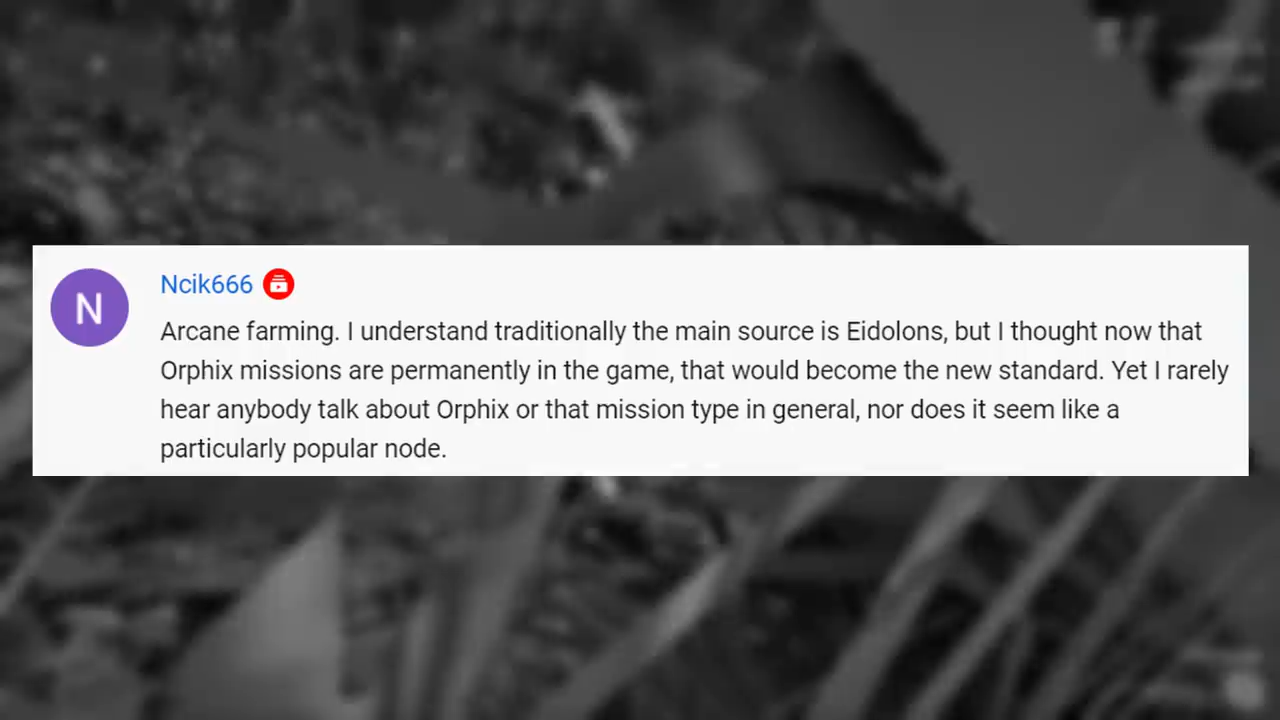 N
Ncik666
Arcane farming. I understand traditionally the main source is Eidolons, but I thought now that
Orphix missions are permanently in the game, that would become the new standard. Yet I rarely
hear anybody talk about Orphix or that mission type in general, nor does it seem like a
particularly popular node.